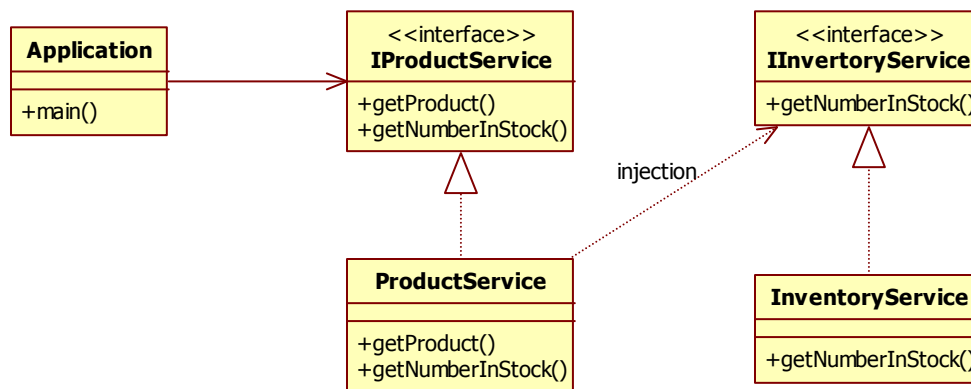 Application
+main()
<<interface>>
IProductService
+getProduct()
+getNumberInStock()
<<interface>>
IInvertoryService
+getNumberInStock()
injection
ProductService
+getProduct()
+getNumberInStock()
InventoryService
+getNumberInStock()